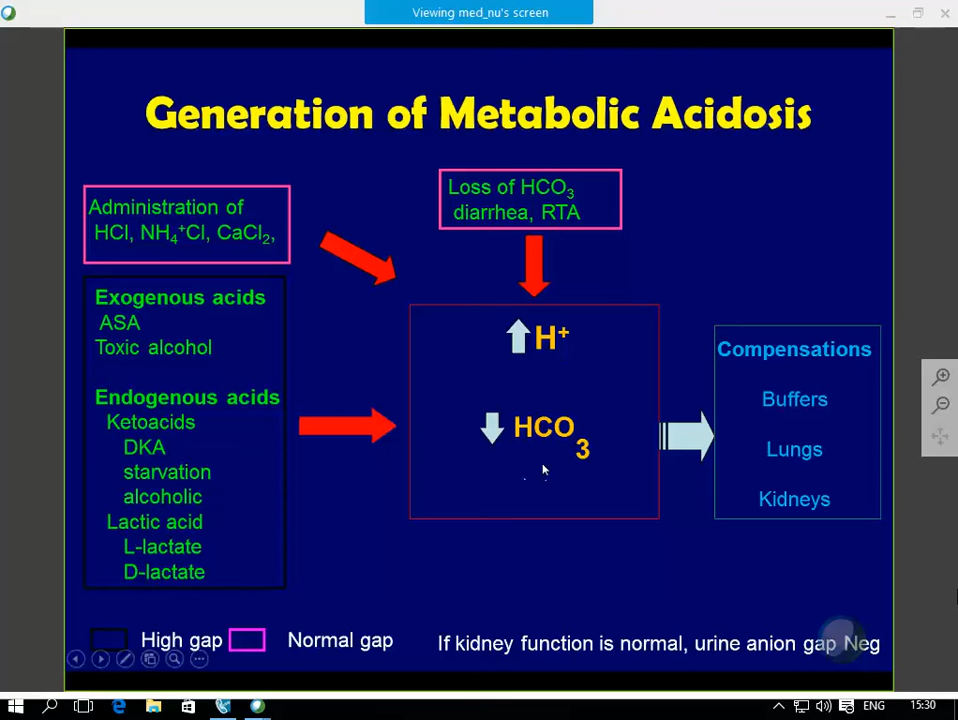 Viewing med_nu's screen
Generation of Metabolic Acidosis
Administration of
HCl, NH₄⁺Cl, CaCl₂,
Loss of HCO₃
diarrhea, RTA
Exogenous acids
ASA
Toxic alcohol
Endogenous acids
Ketoacids
DKA
starvation
alcoholic
Lactic acid
L-lactate
D-lactate
H⁺
HCO₃
Compensations
Buffers
Lungs
Kidneys
High gap
Normal gap
If kidney function is normal, urine anion gap Neg
ENG
15:30